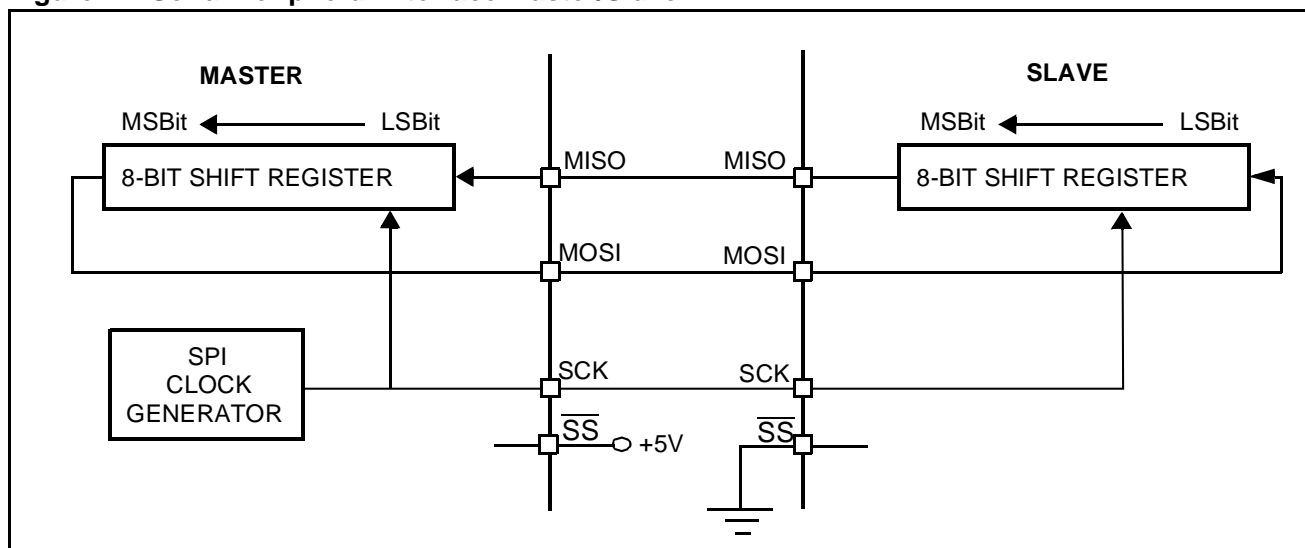 MASTER
SLAVE
MSBit LSBit
MSBit LSBit
8-BIT SHIFT REGISTER
MISO MISO
8-BIT SHIFT REGISTER
MOSI MOSI
SPI
CLOCK
GENERATOR
SCK SCK
SS +5V
SS